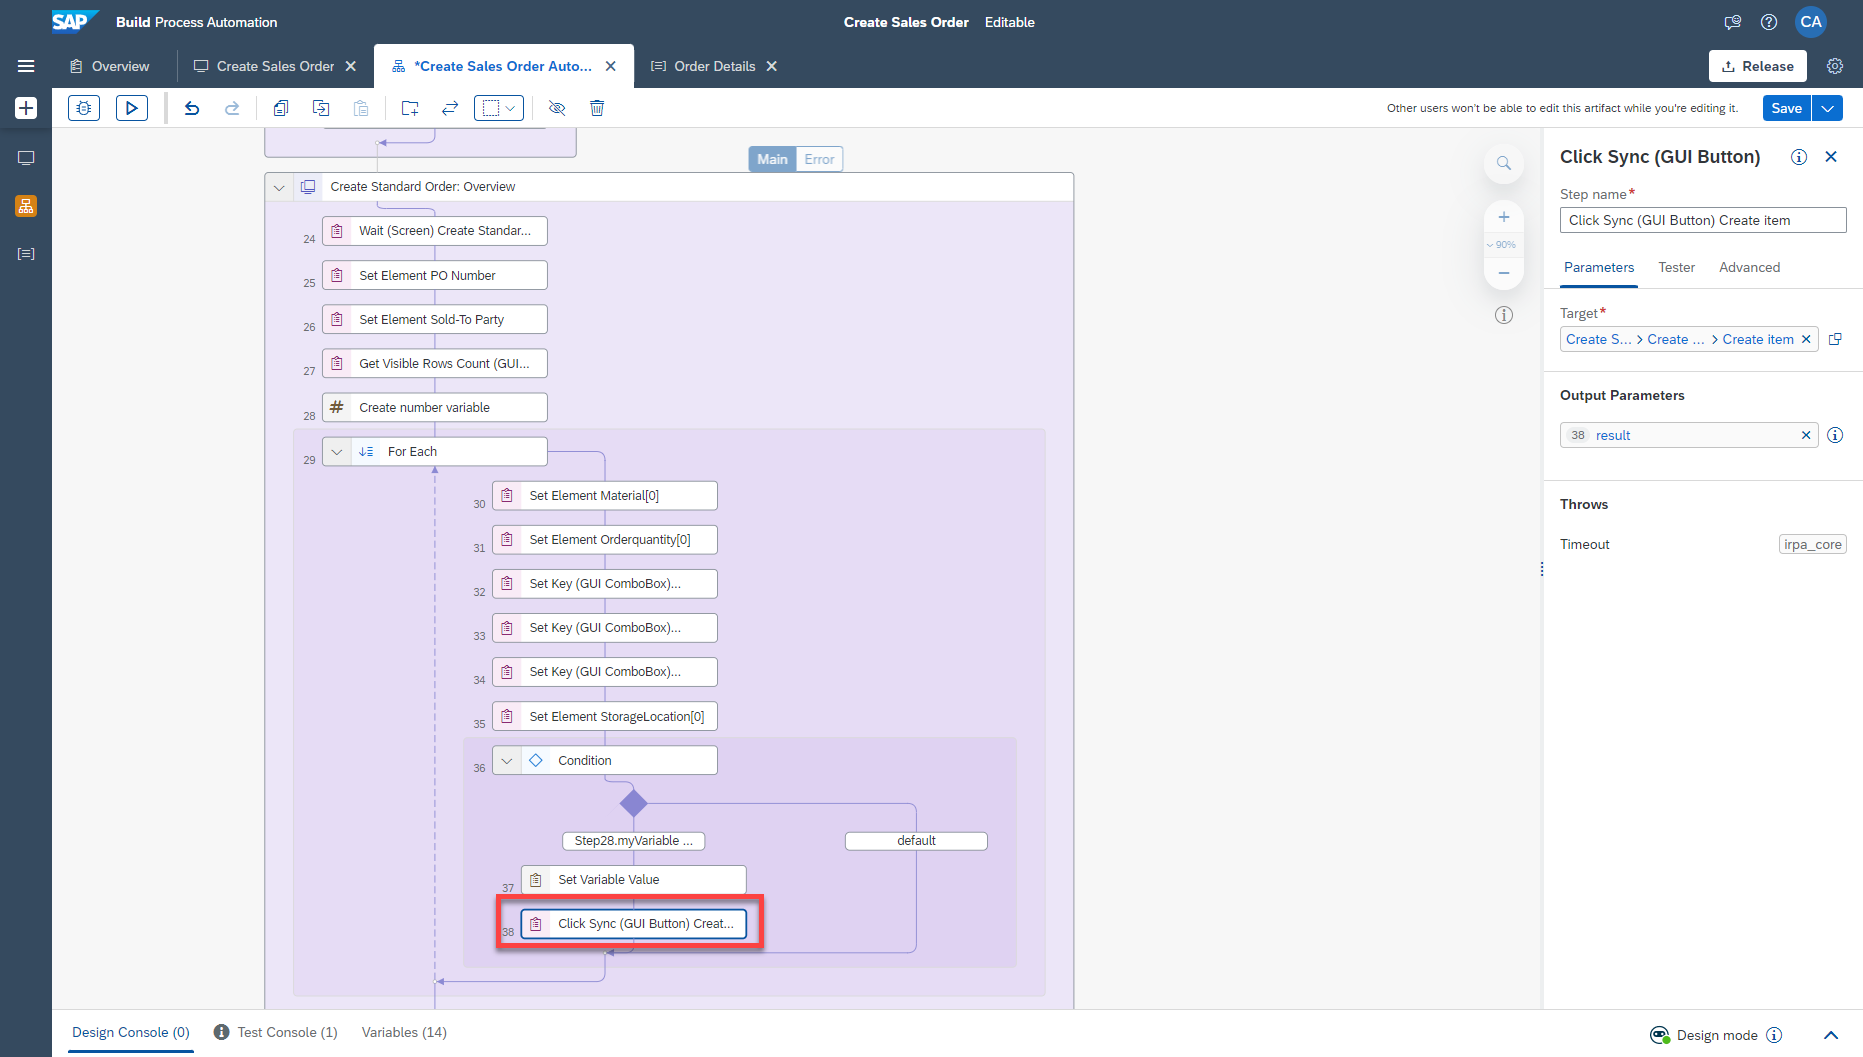 SAP Build Process Automation
Create Sales Order Editable
CA
Overview
Create Sales Order
*Create Sales Order Auto...
Order Details
Release
Other users won't be able to edit this artifact while you're editing it.
Save
Main Error
Create Standard Order: Overview
24 Wait (Screen) Create Standar...
25 Set Element PO Number
26 Set Element Sold-To Party
27 Get Visible Rows Count (GUI...
28 # Create number variable
29 For Each
30 Set Element Material[0]
31 Set Element Orderquantity[0]
32 Set Key (GUI ComboBox)...
33 Set Key (GUI ComboBox)...
34 Set Key (GUI ComboBox)...
35 Set Element StorageLocation[0]
36 Condition
Step28.myVariable ...
default
37 Set Variable Value
38 Click Sync (GUI Button) Creat...
90%
Click Sync (GUI Button)
Step name*
Click Sync (GUI Button) Create item
Parameters Tester Advanced
Target*
Create S... > Create ... > Create item
Output Parameters
38 result
Throws
Timeout irpa_core
Design Console (0) Test Console (1) Variables (14)
Design mode